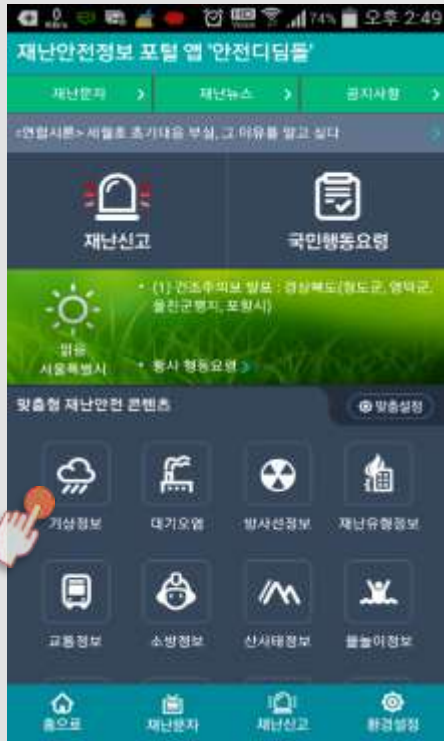 74% 오후 2:49
재난안전정보 포털 앱 '안전디딤돌'
재난문자 > 재난뉴스 > 공지사항 >
<연합시론> 세월호 초기대응 부실, 그 이유를 알고 싶다
재난신고 국민행동요령
• (1) 건조주의보 발표 : 경상북도(청도군, 영덕군,
울진군평지, 포항시)
맑음
서울특별시
• 황사 행동요령 >
맞춤형 재난안전 콘텐츠 맞춤설정
기상정보 대기오염 방사선정보 재난유형정보
교통정보 소방정보 산사태정보 물놀이정보
홈으로 재난문자 재난신고 환경설정